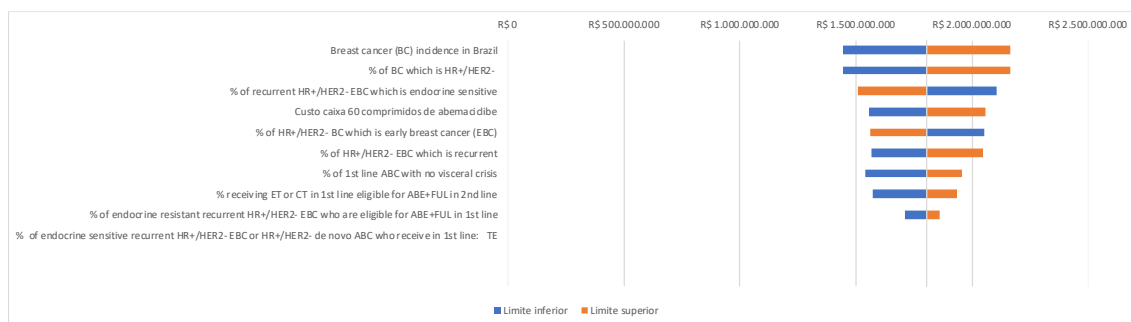 R$ 0 R$ 500.000.000 R$ 1.000.000.000 R$ 1.500.000.000 R$ 2.000.000.000 R$ 2.500.000.000
Breast cancer (BC) incidence in Brazil
% of BC which is HR+/HER2-
% of recurrent HR+/HER2- EBC which is endocrine sensitive
Custo caixa 60 comprimidos de abemaciclibe
% of HR+/HER2- BC which is early breast cancer (EBC)
% of HR+/HER2- EBC which is recurrent
% of 1st line ABC with no visceral crisis
% receiving ET or CT in 1st line eligible for ABE+FUL in 2nd line
% of endocrine resistant recurrent HR+/HER2- EBC who are eligible for ABE+FUL in 1st line
% of endocrine sensitive recurrent HR+/HER2- EBC or HR+/HER2- de novo ABC who receive in 1st line: TE
Limite inferior Limite superior